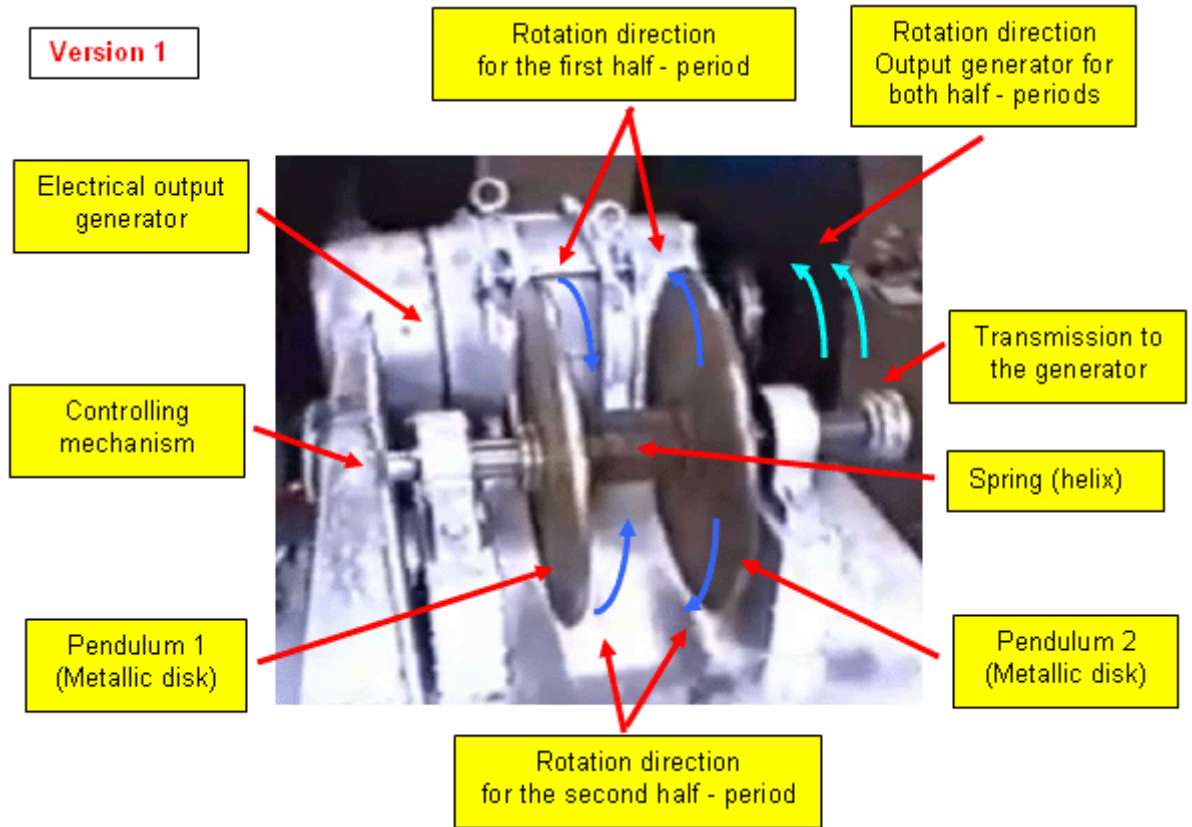 Version 1
Rotation direction
for the first half - period
Rotation direction
Output generator for
both half - periods
Electrical output
generator
Transmission to
the generator
Controlling
mechanism
Spring (helix)
Pendulum 1
(Metallic disk)
Pendulum 2
(Metallic disk)
Rotation direction
for the second half - period